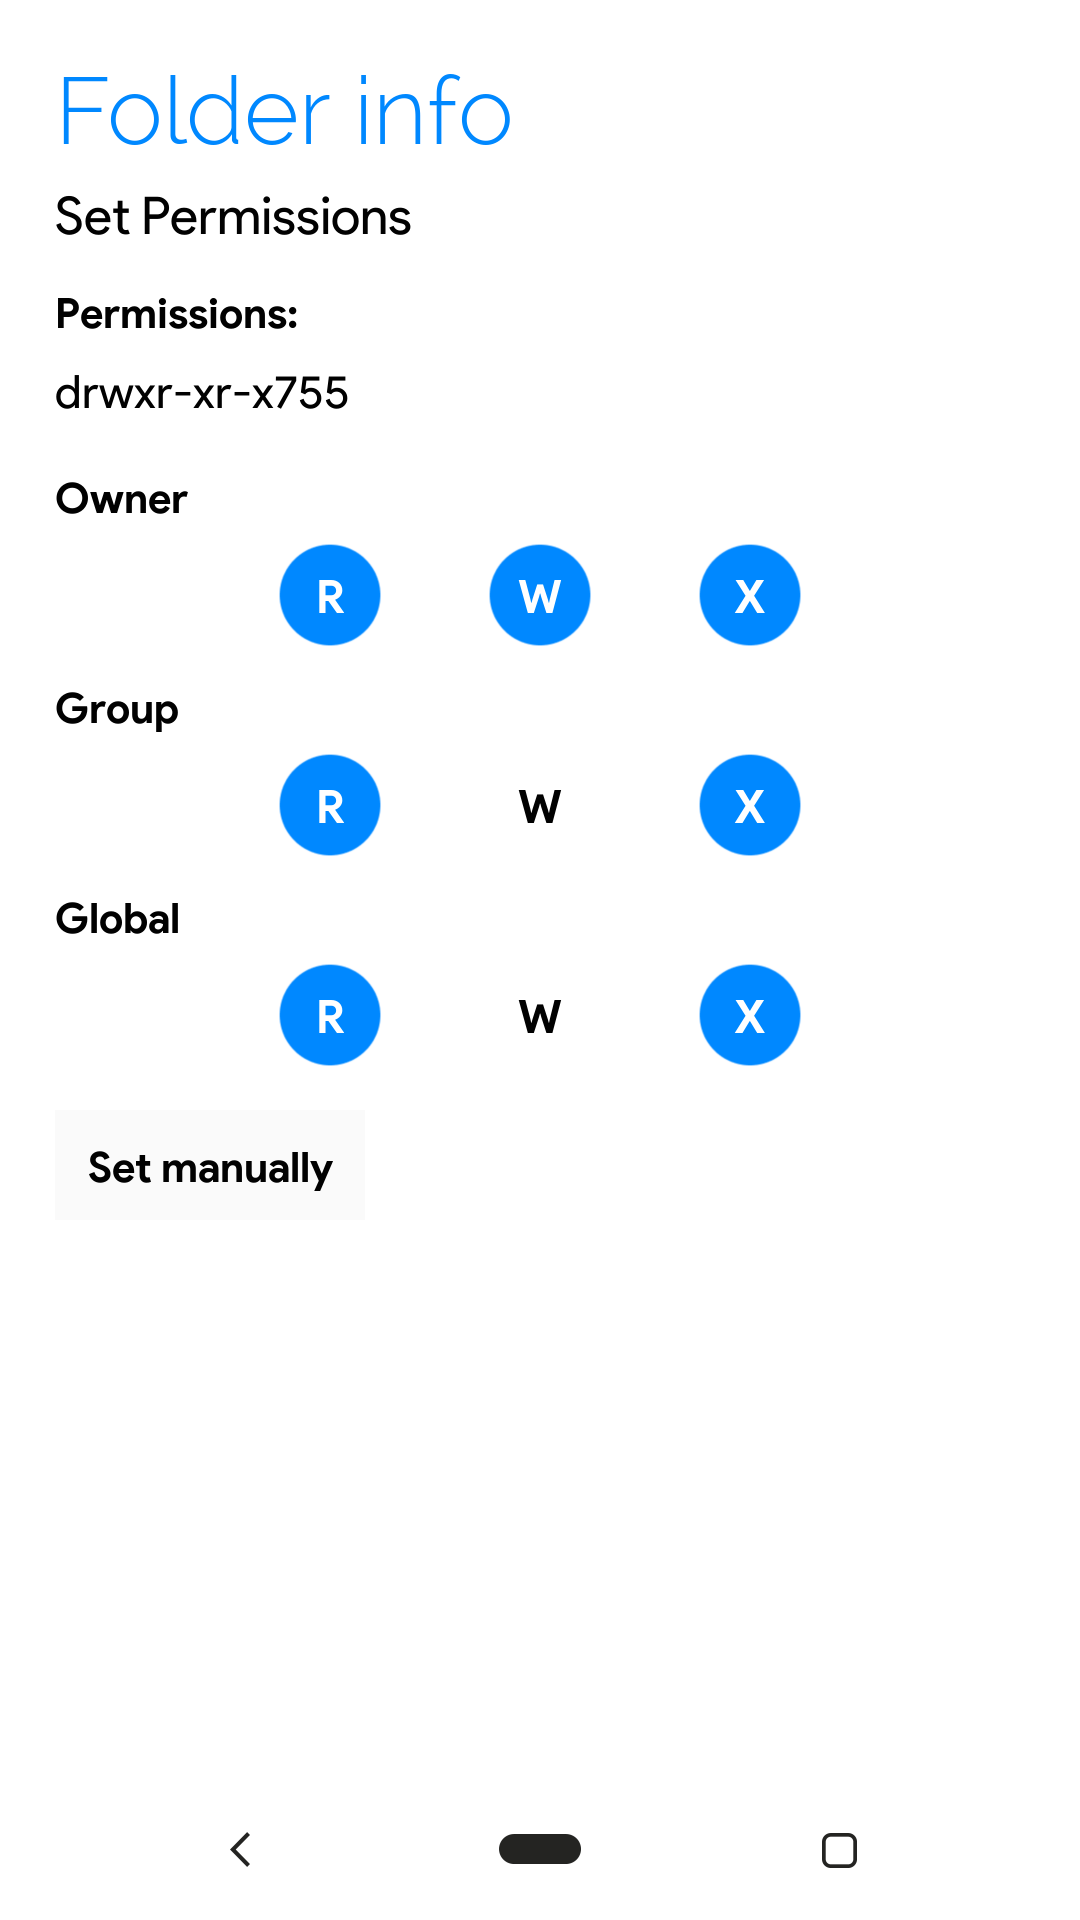 Folder info
Set Permissions
Permissions:
drwxr-xr-x755
Owner
R W X
Group
R W X
Global
R W X
Set manually